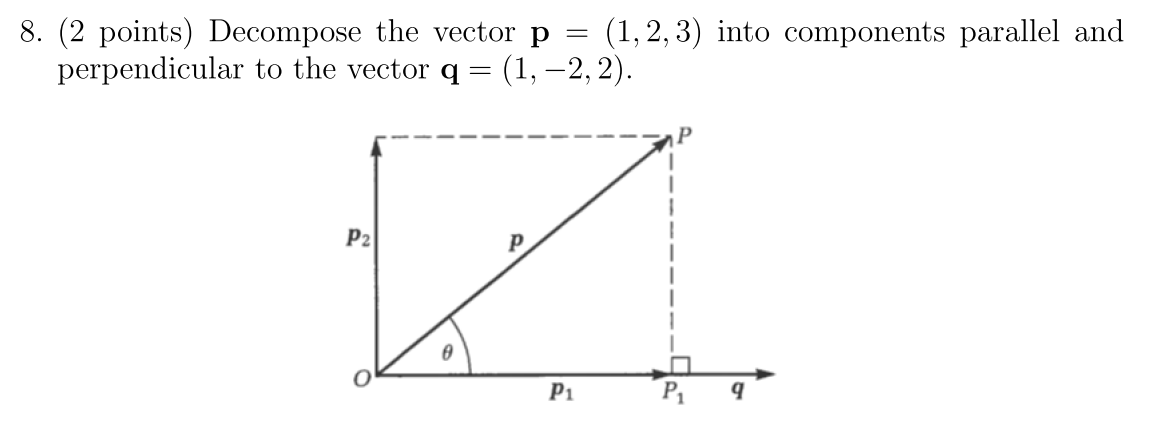 8. (2 points) Decompose the vector p = (1, 2, 3) into components parallel and
perpendicular to the vector q = (1, −2, 2).
P
p₂
p
θ
O
p₁
P₁
q